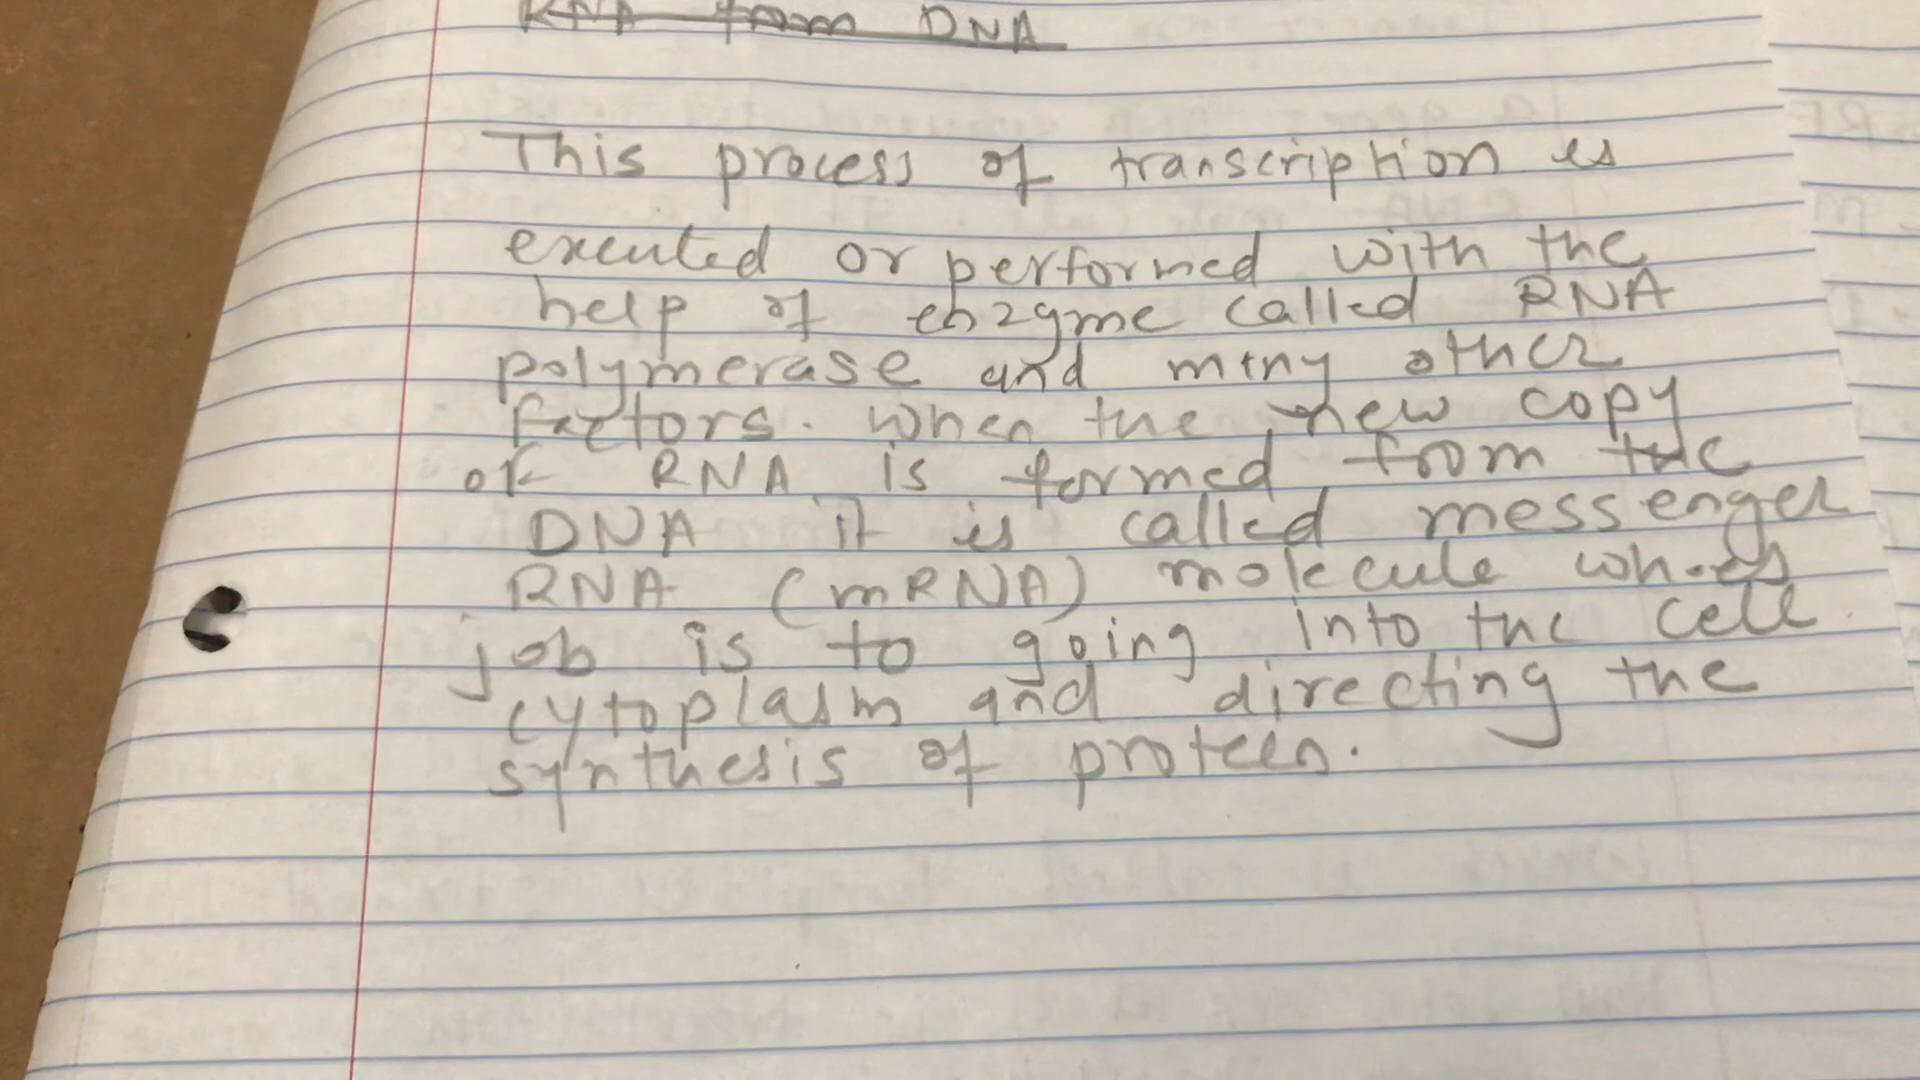 RNA from DNA
This process of transcription is
executed or performed with the
help of enzyme called RNA
polymerase and many other
factors. When the new copy
of RNA is formed from the
DNA it is called messenger
RNA (mRNA) molecule whose
job is to going into the cell
cytoplasm and directing the
synthesis of protein.